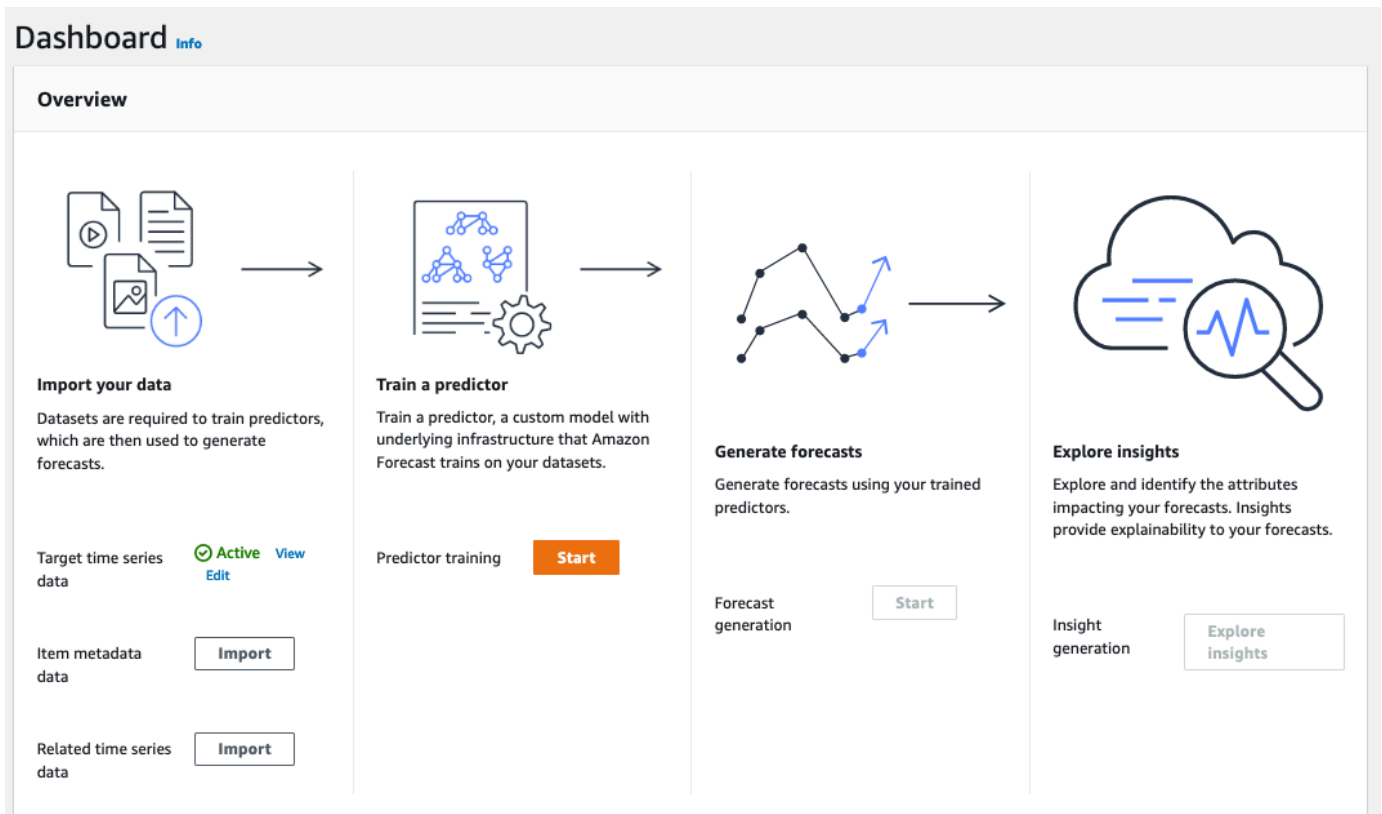 Dashboard Info
Overview
Import your data
Datasets are required to train predictors,
which are then used to generate
forecasts.
Target time series
data
Active View
Edit
Item metadata
data
Import
Related time series
data
Import
Train a predictor
Train a predictor, a custom model with
underlying infrastructure that Amazon
Forecast trains on your datasets.
Predictor training
Start
Generate forecasts
Generate forecasts using your trained
predictors.
Forecast
generation
Start
Explore insights
Explore and identify the attributes
impacting your forecasts. Insights
provide explainability to your forecasts.
Insight
generation
Explore
insights